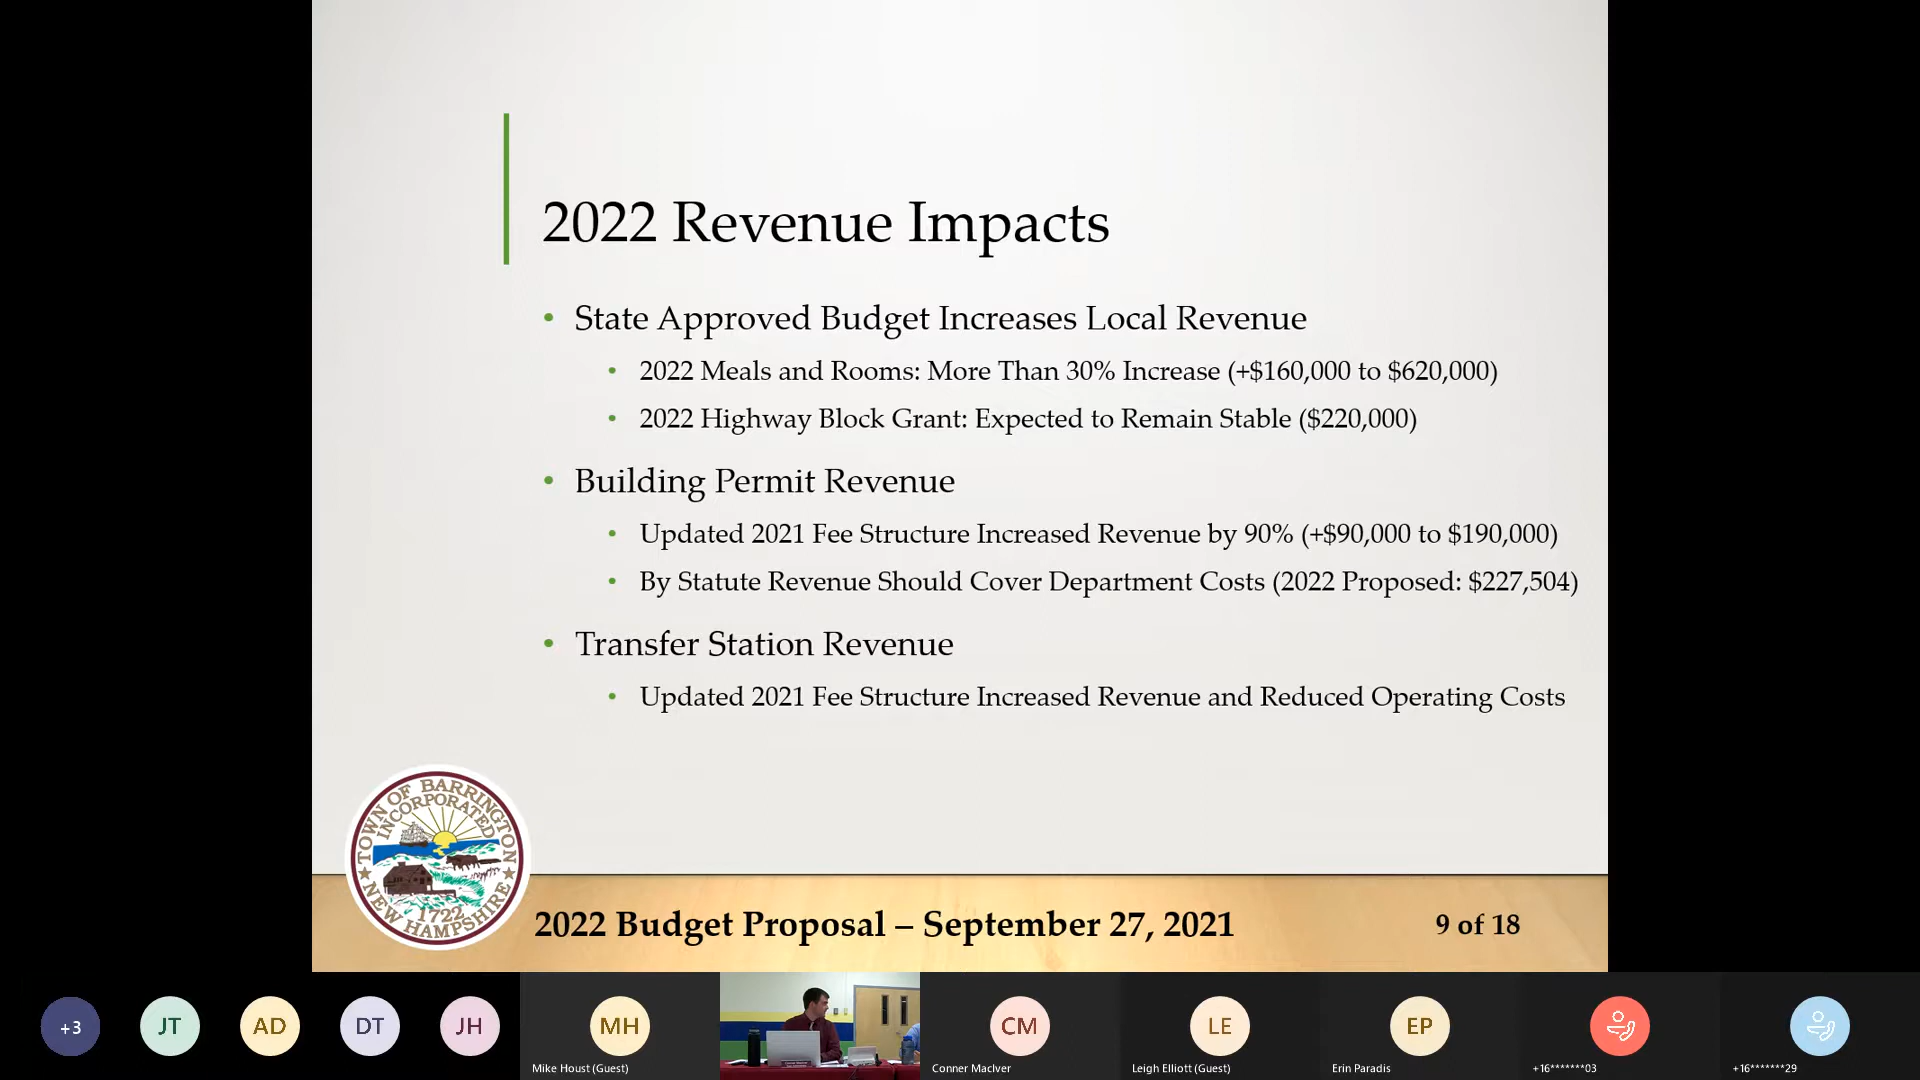 2022 Revenue Impacts
• State Approved Budget Increases Local Revenue
• 2022 Meals and Rooms: More Than 30% Increase (+$160,000 to $620,000)
• 2022 Highway Block Grant: Expected to Remain Stable ($220,000)
• Building Permit Revenue
• Updated 2021 Fee Structure Increased Revenue by 90% (+$90,000 to $190,000)
• By Statute Revenue Should Cover Department Costs (2022 Proposed: $227,504)
• Transfer Station Revenue
• Updated 2021 Fee Structure Increased Revenue and Reduced Operating Costs
TOWN OF BARRINGTON
INCORPORATED
1722
NEW HAMPSHIRE
2022 Budget Proposal – September 27, 2021
9 of 18
+3
JT
AD
DT
JH
MH
CM
LE
EP
Mike Houst (Guest)
Conner MacIver
Leigh Elliott (Guest)
Erin Paradis
+16*******03
+16*******29